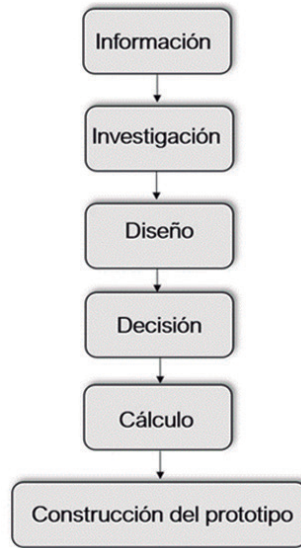 Información
Investigación
Diseño
Decisión
Cálculo
Construcción del prototipo